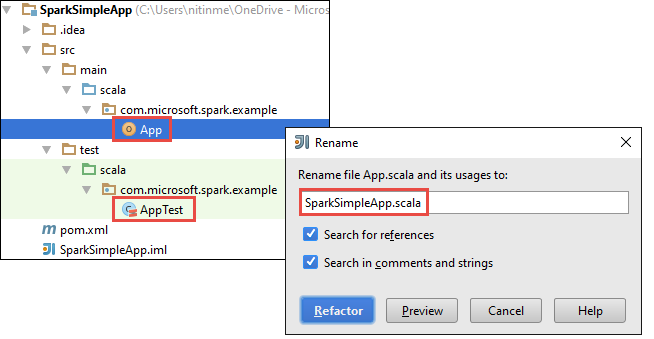 SparkSimpleApp (C:\Users\nitinme\OneDrive - Micros
.idea
src
main
scala
com.microsoft.spark.example
App
test
scala
com.microsoft.spark.example
AppTest
pom.xml
SparkSimpleApp.iml
Rename
Rename file App.scala and its usages to:
SparkSimpleApp.scala
Search for references
Search in comments and strings
Refactor Preview Cancel Help